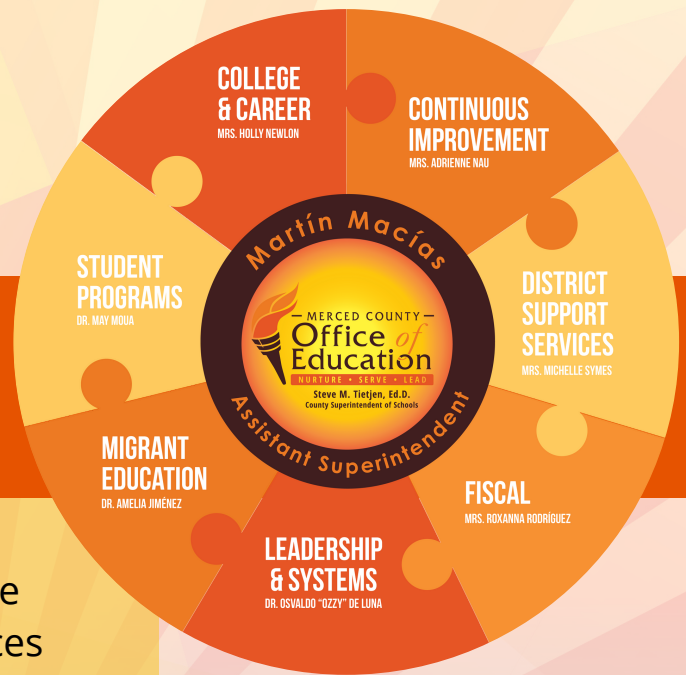 COLLEGE
& CAREER
MRS. HOLLY NEWLON
CONTINUOUS
IMPROVEMENT
MRS. ADRIENNE NAU
STUDENT
PROGRAMS
DR. MAY MOUA
Martín Macías
MERCED COUNTY
Office of
Education
NURTURE • SERVE • LEAD
Steve M. Tietjen, Ed.D.
County Superintendent of Schools
Assistant Superintendent
DISTRICT
SUPPORT
SERVICES
MRS. MICHELLE SYMES
MIGRANT
EDUCATION
DR. AMELIA JIMÉNEZ
FISCAL
MRS. ROXANNA RODRÍGUEZ
LEADERSHIP
& SYSTEMS
DR. OSVALDO "OZZY" DE LUNA